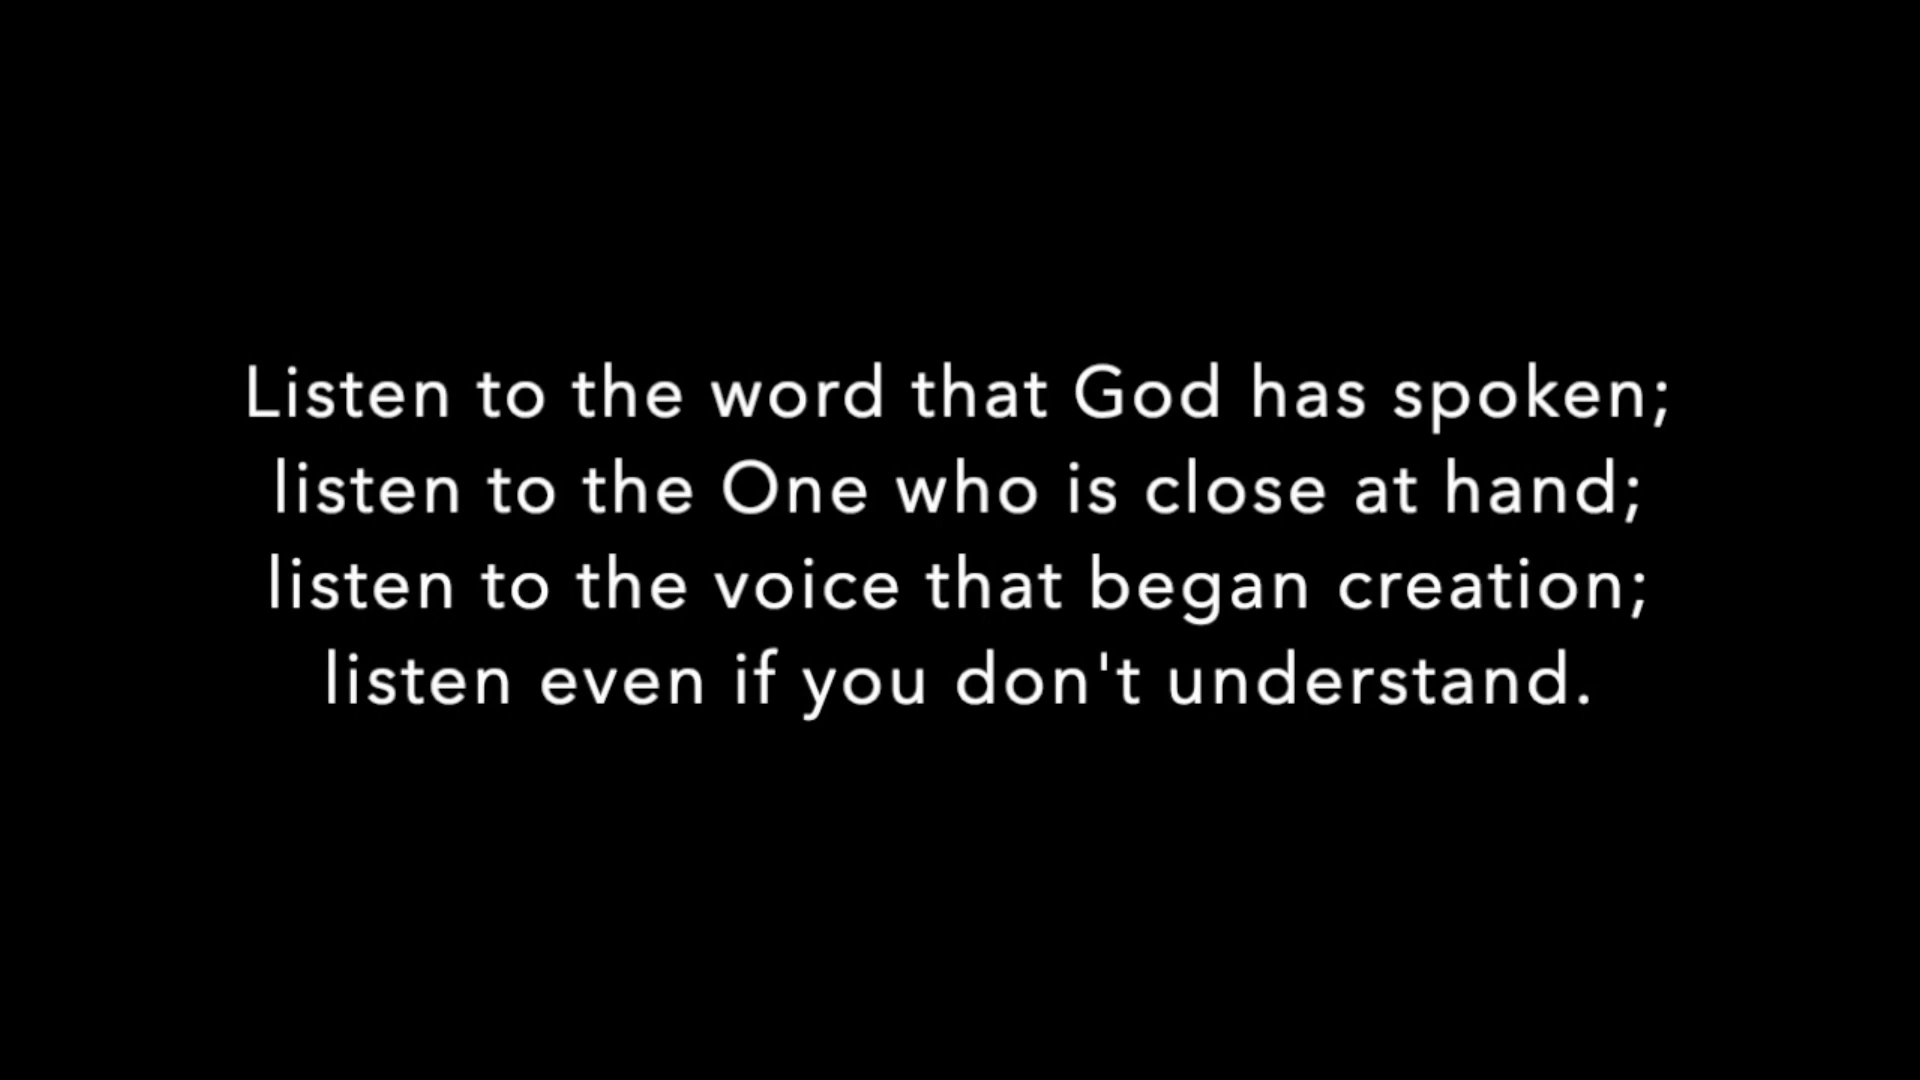 Listen to the word that God has spoken;
listen to the One who is close at hand;
listen to the voice that began creation;
listen even if you don't understand.